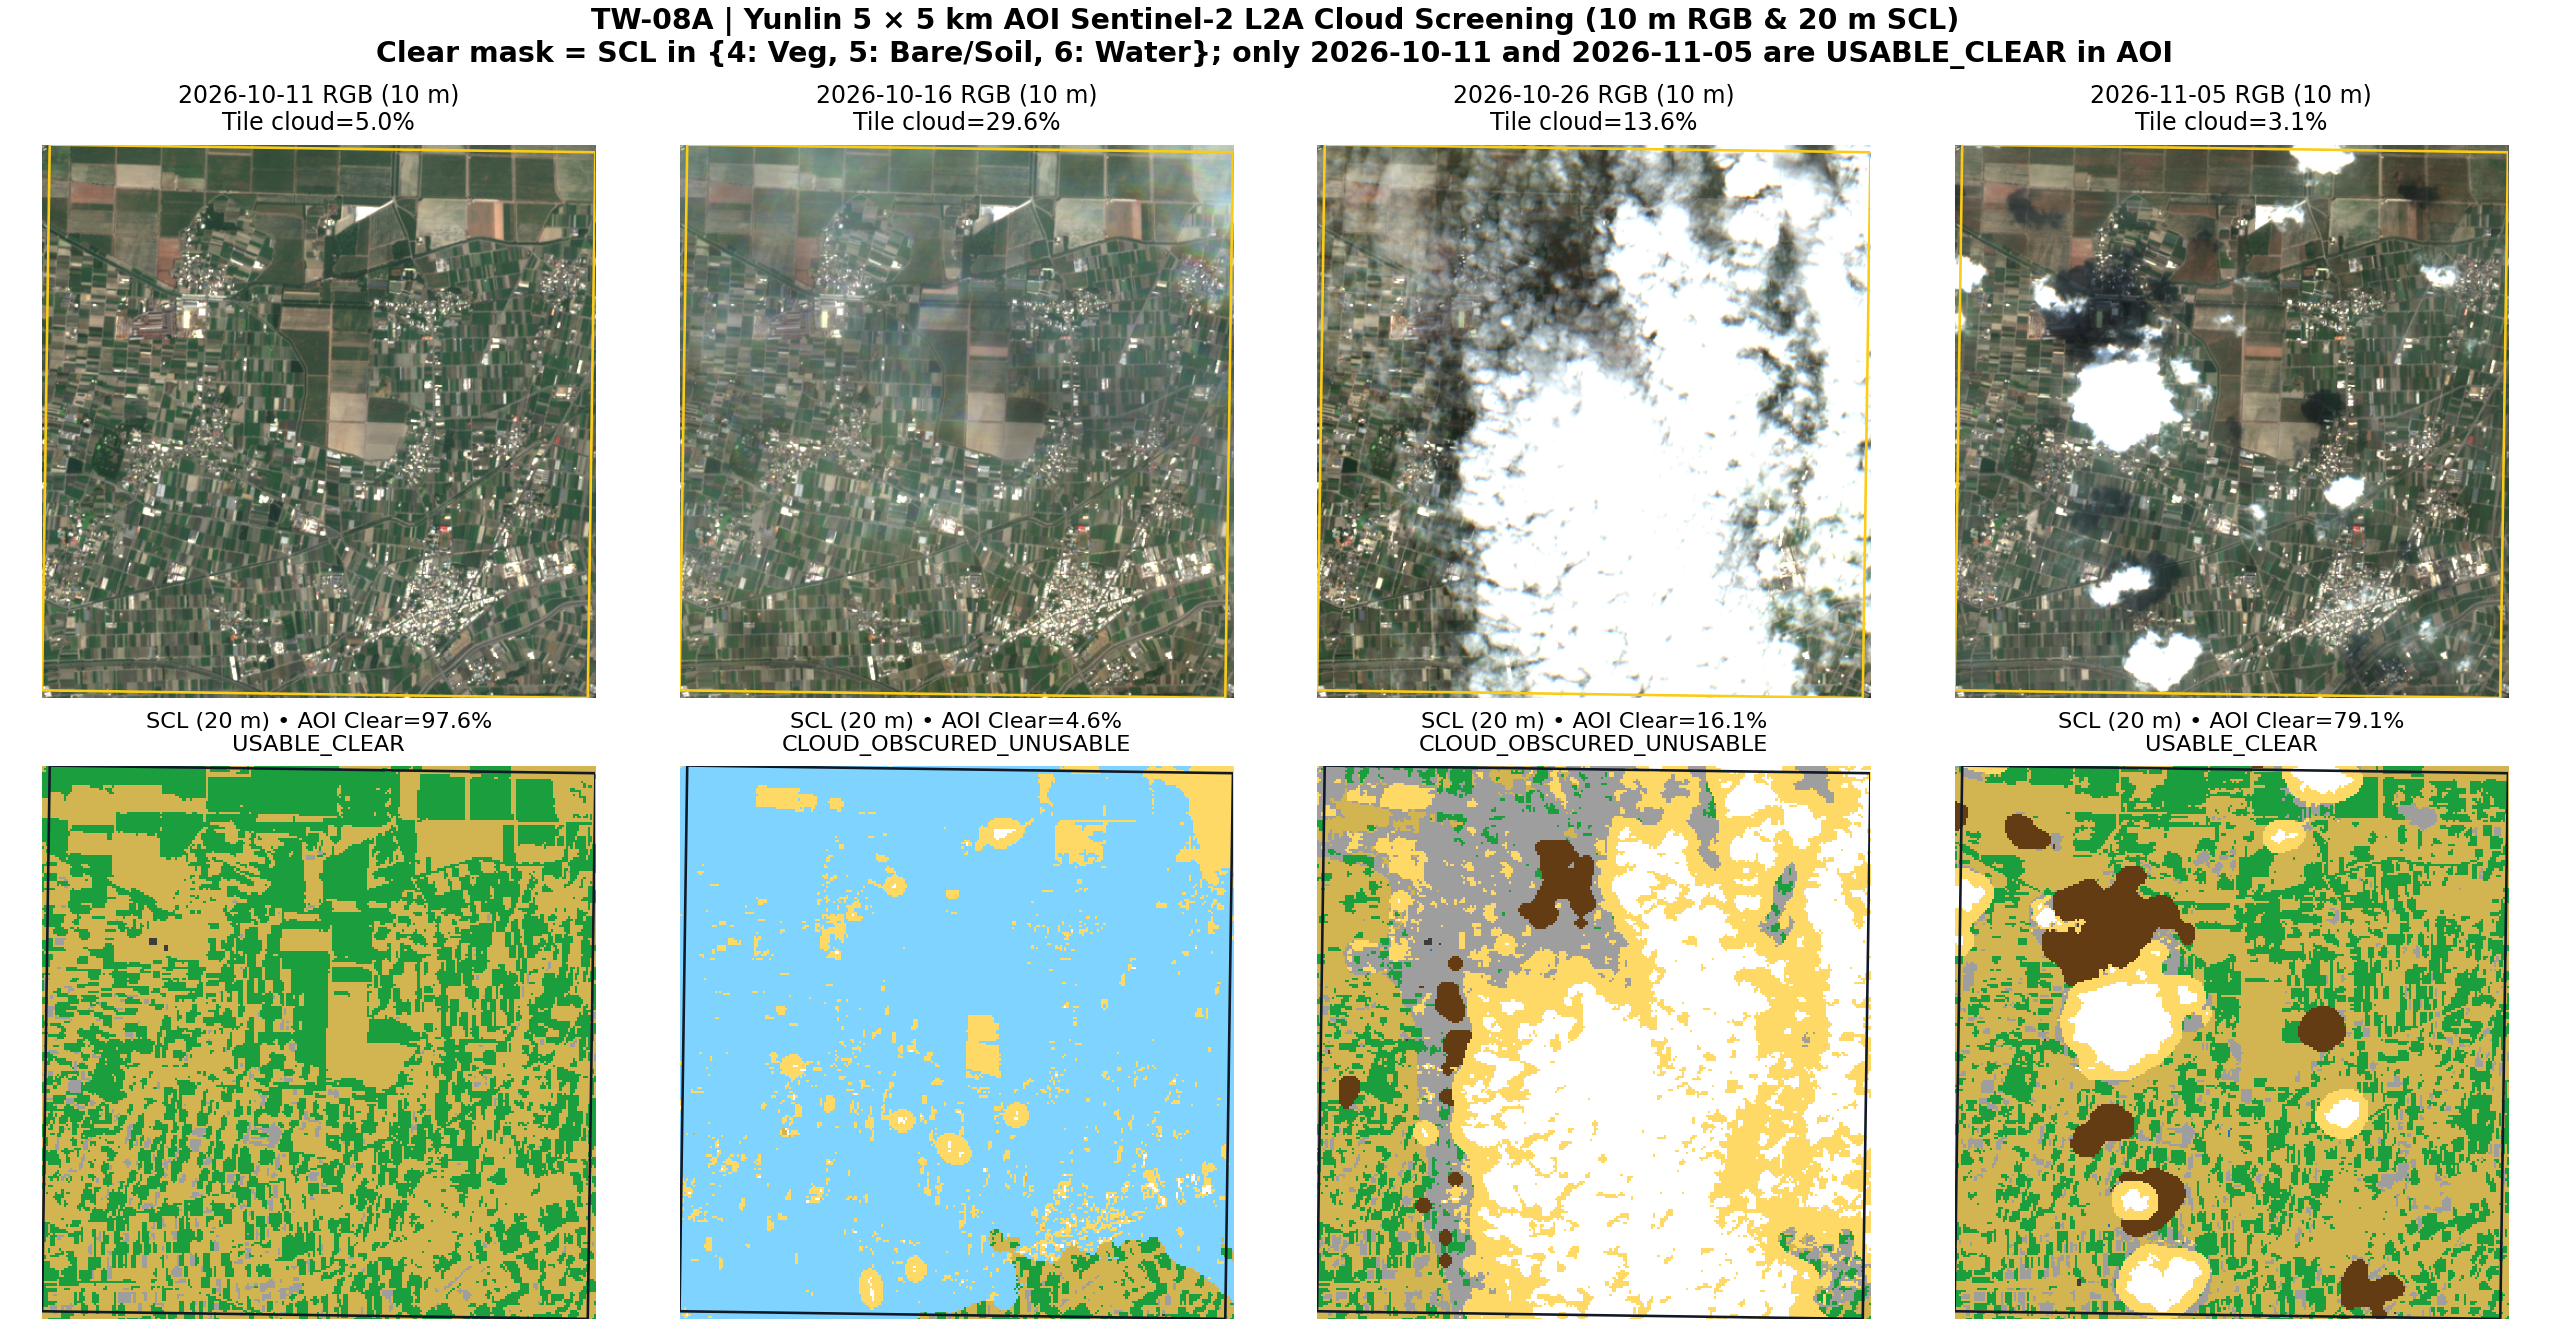 TW-08A | Yunlin 5 × 5 km AOI Sentinel-2 L2A Cloud Screening (10 m RGB & 20 m SCL)
Clear mask = SCL in {4: Veg, 5: Bare/Soil, 6: Water}; only 2026-10-11 and 2026-11-05 are USABLE_CLEAR in AOI
2026-10-11 RGB (10 m)
Tile cloud=5.0%
2026-10-16 RGB (10 m)
Tile cloud=29.6%
2026-10-26 RGB (10 m)
Tile cloud=13.6%
2026-11-05 RGB (10 m)
Tile cloud=3.1%
SCL (20 m) • AOI Clear=97.6%
USABLE_CLEAR
SCL (20 m) • AOI Clear=4.6%
CLOUD_OBSCURED_UNUSABLE
SCL (20 m) • AOI Clear=16.1%
CLOUD_OBSCURED_UNUSABLE
SCL (20 m) • AOI Clear=79.1%
USABLE_CLEAR